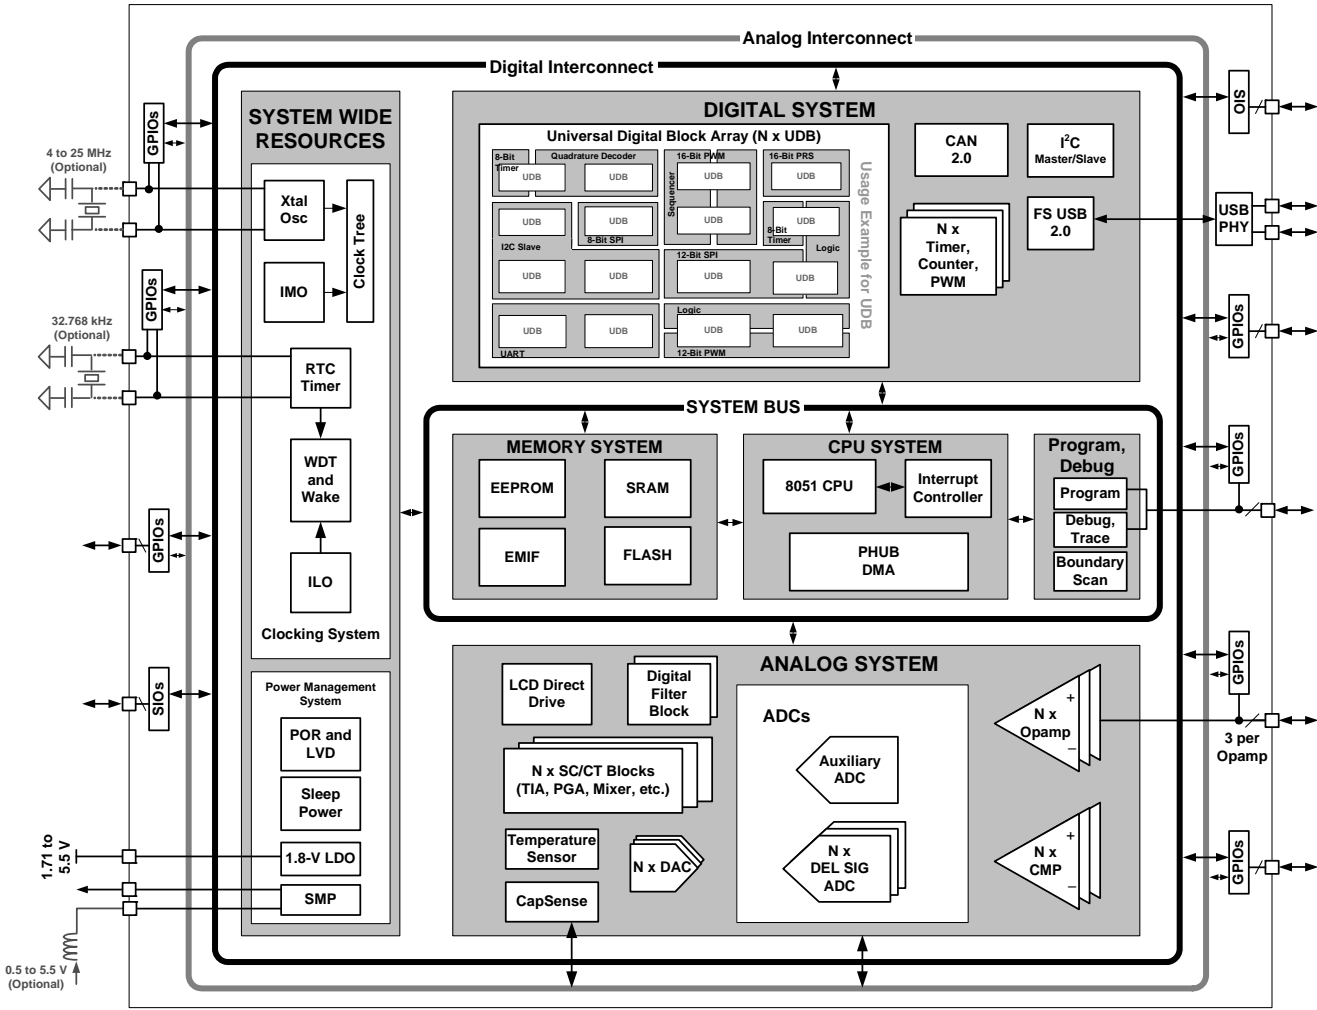 Analog Interconnect
Digital Interconnect
SYSTEM WIDE
RESOURCES
Xtal
Osc
Clock Tree
IMO
RTC
Timer
WDT
and
Wake
ILO
Clocking System
Power Management
System
POR and
LVD
Sleep
Power
1.8-V LDO
SMP
4 to 25 MHz
(Optional)
GPIOs
32.768 kHz
(Optional)
GPIOs
GPIOs
SIOs
1.71 to
5.5 V
0.5 to 5.5 V
(Optional)
DIGITAL SYSTEM
Universal Digital Block Array (N x UDB)
8-Bit
Timer
Quadrature Decoder
16-Bit PWM
16-Bit PRS
UDB
UDB
UDB
UDB
Sequencer
UDB
UDB
UDB
UDB
I2C Slave
8-Bit SPI
8-Bit
Timer
Logic
12-Bit SPI
UDB
UDB
UDB
UDB
Logic
UDB
UDB
UDB
UDB
UART
12-Bit PWM
Usage Example for UDB
CAN
2.0
I2C
Master/Slave
N x
Timer,
Counter,
PWM
FS USB
2.0
SYSTEM BUS
MEMORY SYSTEM
EEPROM
SRAM
EMIF
FLASH
CPU SYSTEM
8051 CPU
Interrupt
Controller
PHUB
DMA
Program,
Debug
Program
Debug,
Trace
Boundary
Scan
ANALOG SYSTEM
LCD Direct
Drive
Digital
Filter
Block
N x SC/CT Blocks
(TIA, PGA, Mixer, etc.)
Temperature
Sensor
N x DAC
CapSense
ADCs
Auxiliary
ADC
N x
DEL SIG
ADC
+
N x
Opamp
−
+
N x
CMP
−
SIO
USB
PHY
GPIOs
GPIOs
GPIOs
3 per
Opamp
GPIOs